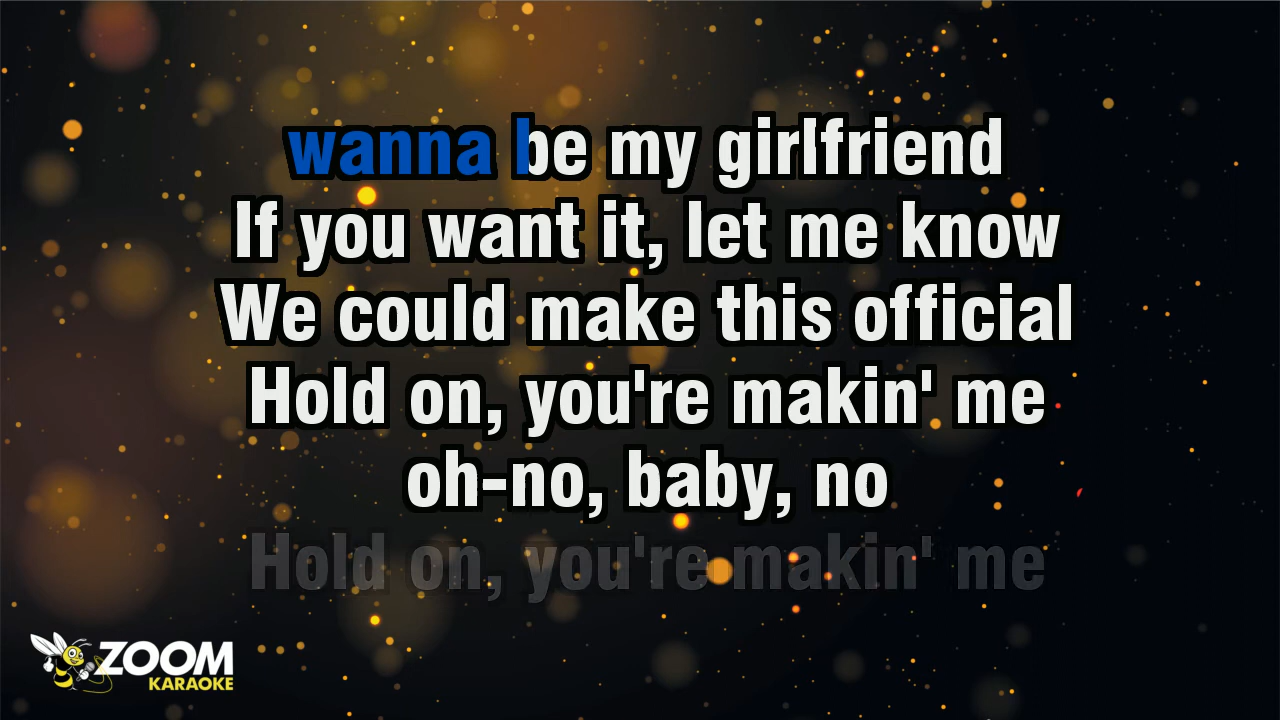 wanna be my girlfriend
If you want it, let me know
We could make this official
Hold on, you're makin' me
oh-no, baby, no
Hold on, you're makin' me
ZOOM
KARAOKE